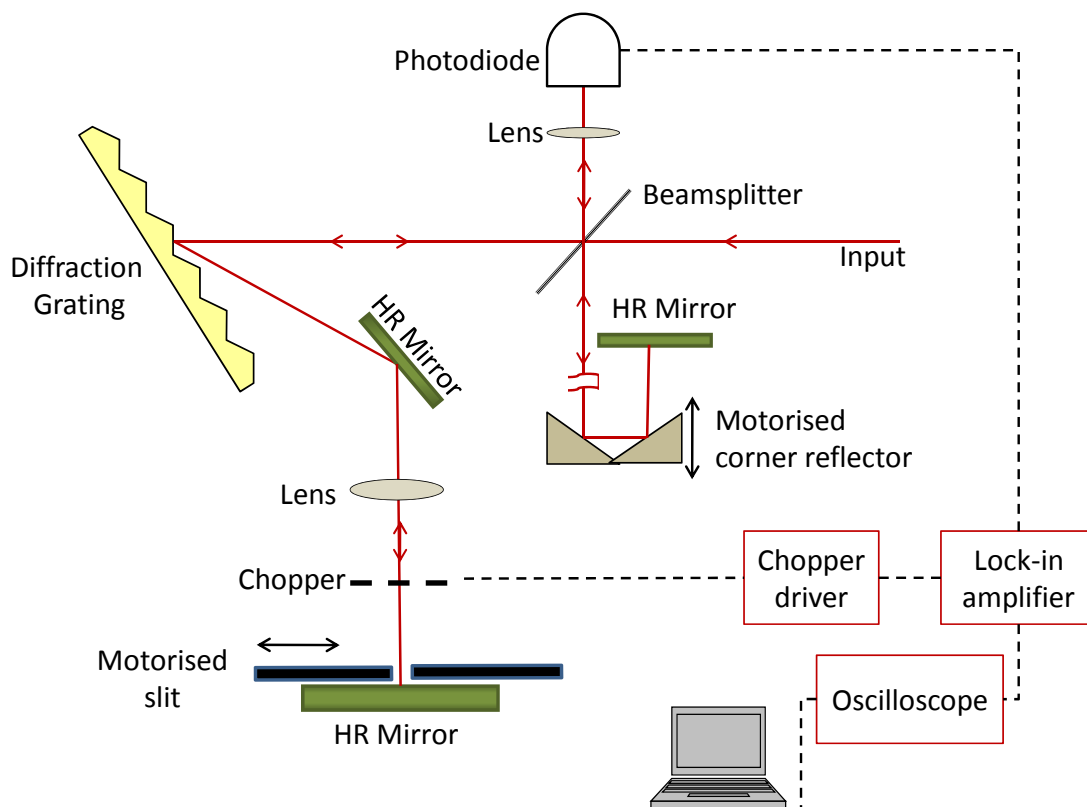 Photodiode
Lens
Beamsplitter
Input
Diffraction
Grating
HR Mirror
HR Mirror
Motorised
corner reflector
Lens
Chopper
Chopper
driver
Lock-in
amplifier
Motorised
slit
HR Mirror
Oscilloscope